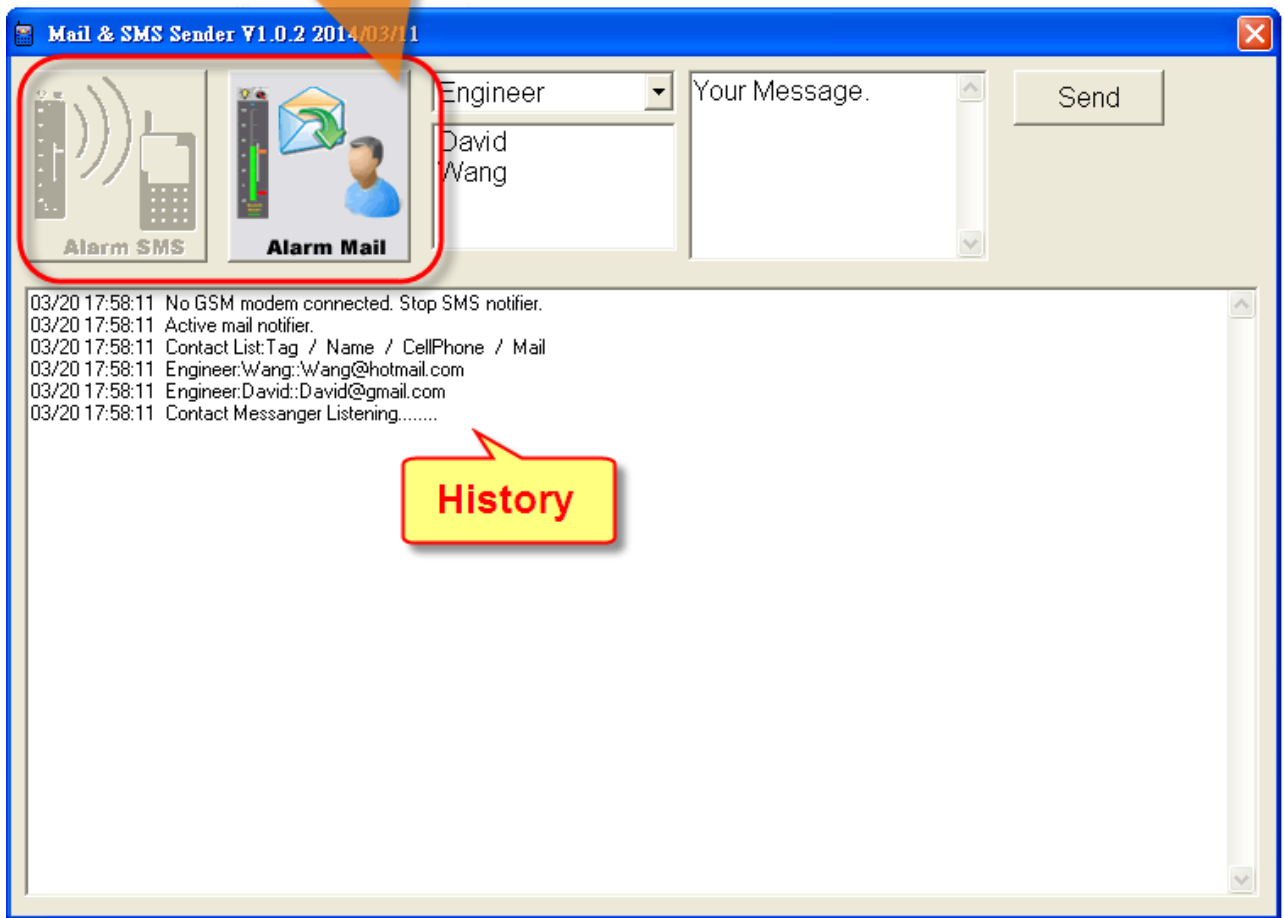 Mail & SMS Sender V1.0.2 2014/03/11
Alarm SMS
Alarm Mail
Engineer
David
Wang
Your Message.
Send
03/20 17:58:11 No GSM modem connected. Stop SMS notifier.
03/20 17:58:11 Active mail notifier.
03/20 17:58:11 Contact List:Tag / Name / CellPhone / Mail
03/20 17:58:11 Engineer:Wang::Wang@hotmail.com
03/20 17:58:11 Engineer:David::David@gmail.com
03/20 17:58:11 Contact Messanger Listening........
History